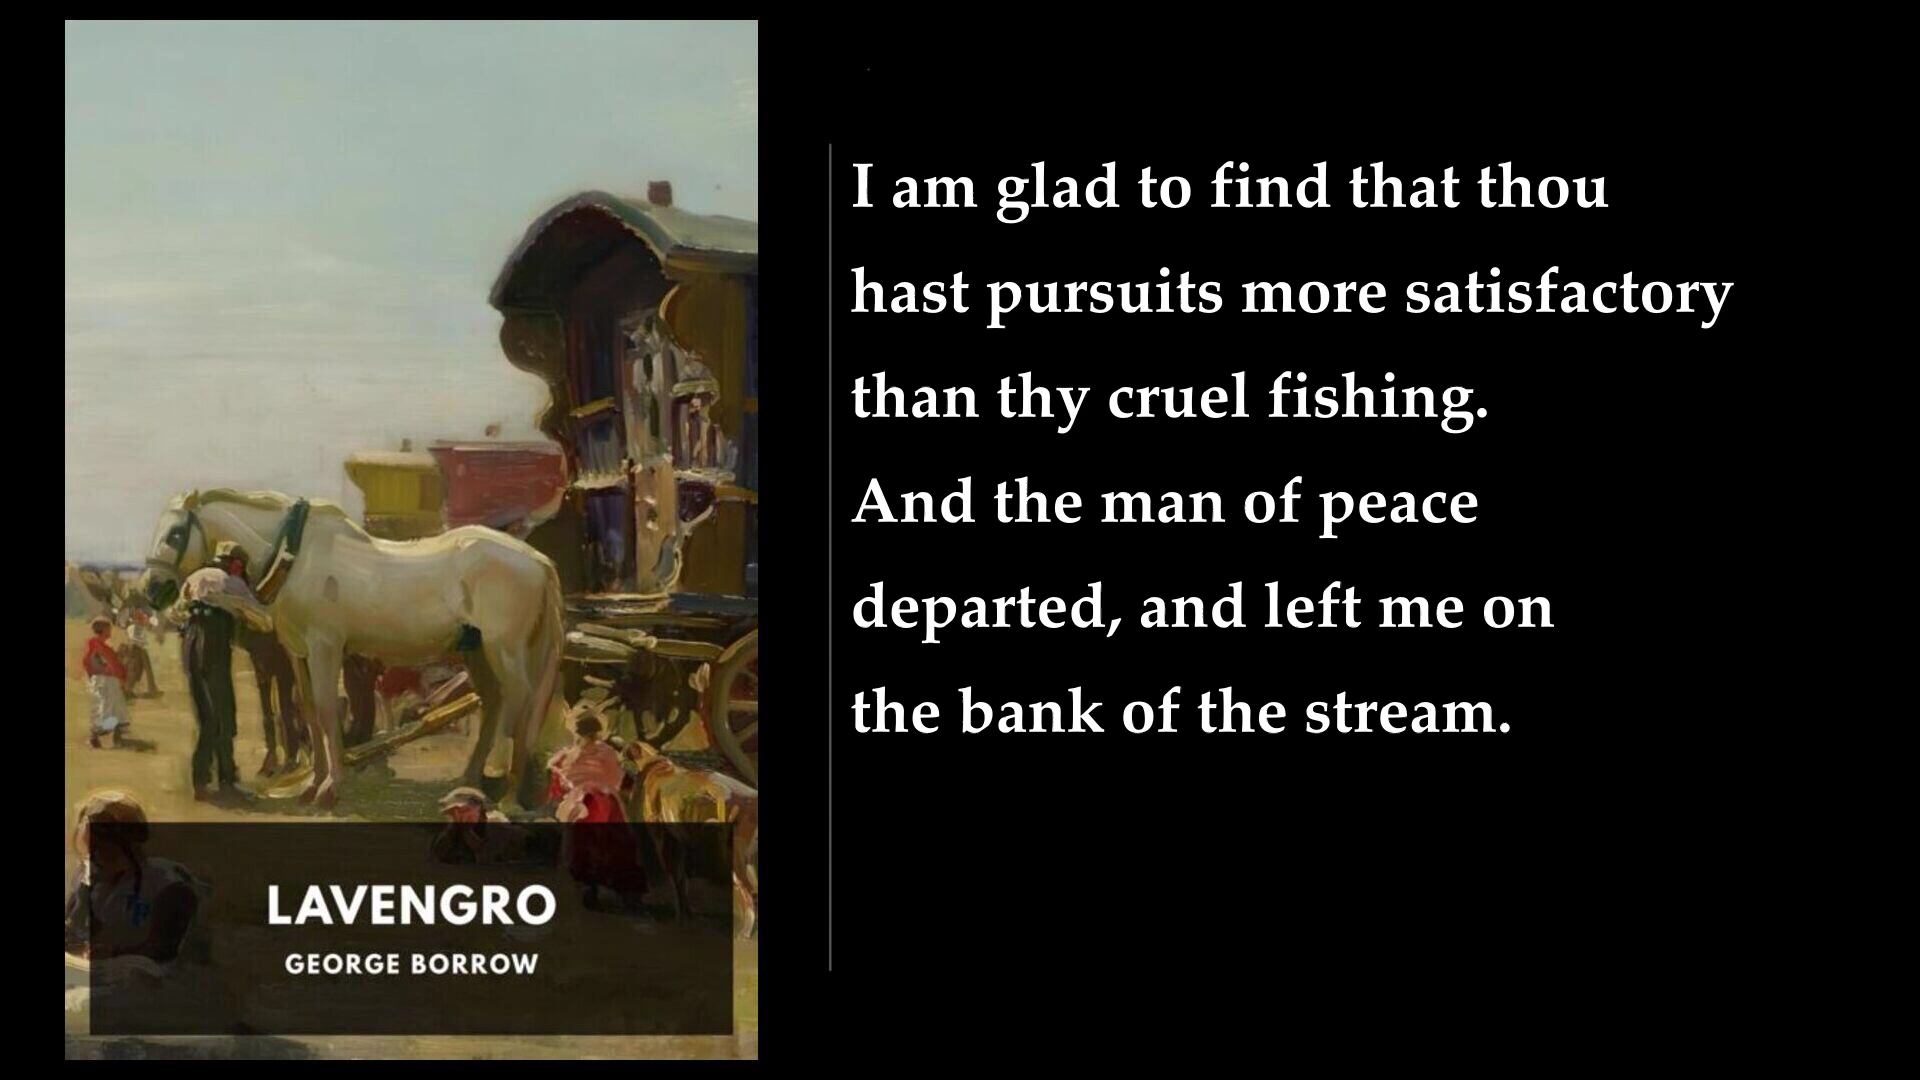 I am glad to find that thou
hast pursuits more satisfactory
than thy cruel fishing.
And the man of peace
departed, and left me on
the bank of the stream.
LAVENGRO
GEORGE BORROW